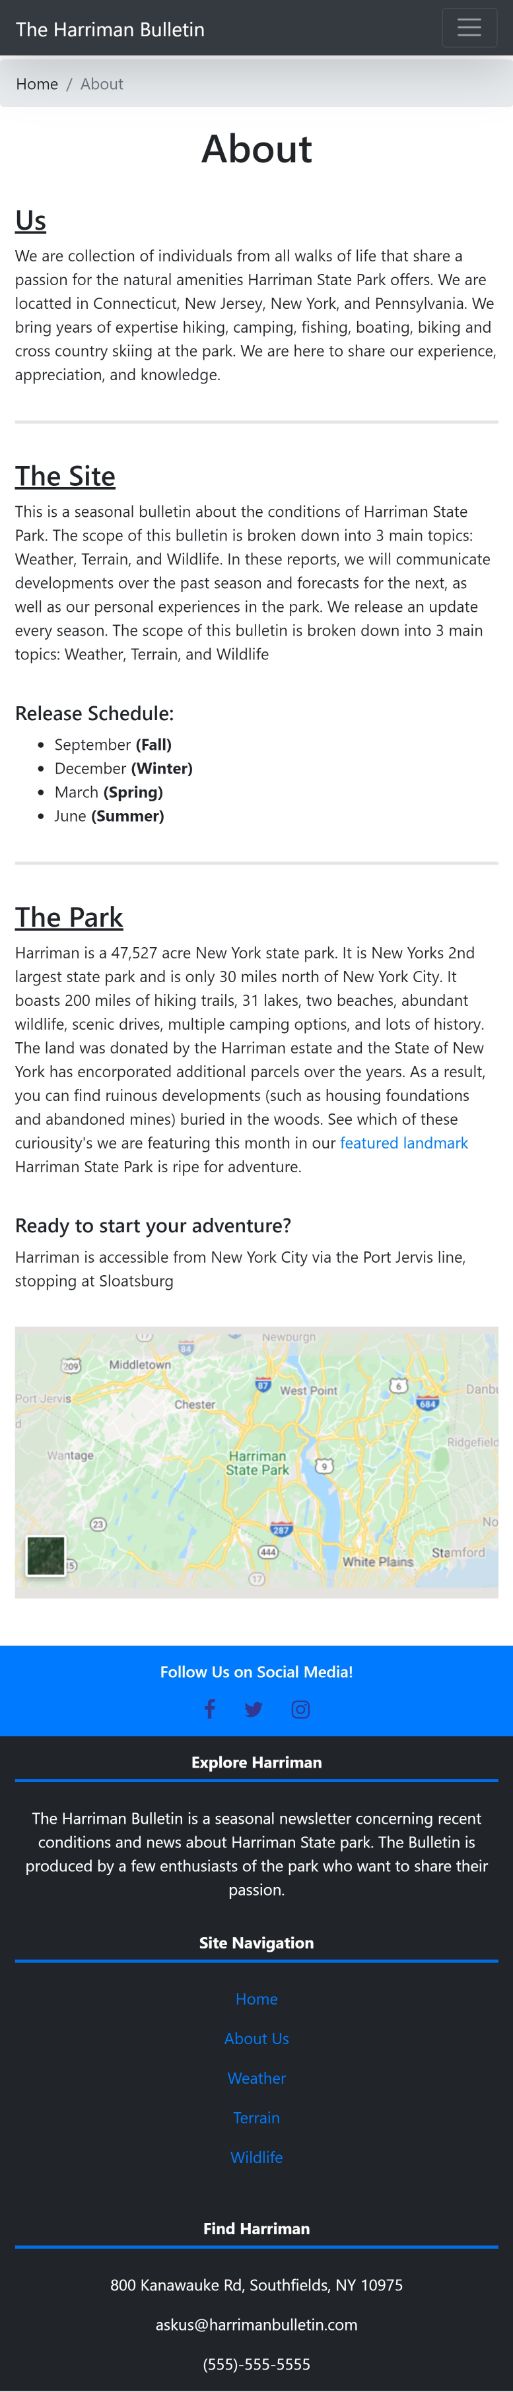 The Harriman Bulletin
Home / About
About
Us
We are collection of individuals from all walks of life that share a
passion for the natural amenities Harriman State Park offers. We are
locatted in Connecticut, New Jersey, New York, and Pennsylvania. We
bring years of expertise hiking, camping, fishing, boating, biking and
cross country skiing at the park. We are here to share our experience,
appreciation, and knowledge.
The Site
This is a seasonal bulletin about the conditions of Harriman State
Park. The scope of this bulletin is broken down into 3 main topics:
Weather, Terrain, and Wildlife. In these reports, we will communicate
developments over the past season and forecasts for the next, as
well as our personal experiences in the park. We release an update
every season. The scope of this bulletin is broken down into 3 main
topics: Weather, Terrain, and Wildlife
Release Schedule:
• September (Fall)
• December (Winter)
• March (Spring)
• June (Summer)
The Park
Harriman is a 47,527 acre New York state park. It is New Yorks 2nd
largest state park and is only 30 miles north of New York City. It
boasts 200 miles of hiking trails, 31 lakes, two beaches, abundant
wildlife, scenic drives, multiple camping options, and lots of history.
The land was donated by the Harriman estate and the State of New
York has encorporated additional parcels over the years. As a result,
you can find ruinous developments (such as housing foundations
and abandoned mines) buried in the woods. See which of these
curiousity's we are featuring this month in our featured landmark
Harriman State Park is ripe for adventure.
Ready to start your adventure?
Harriman is accessible from New York City via the Port Jervis line,
stopping at Sloatsburg
17
84
Newburgh
209
Middletown
87
West Point
6
684
Danbu
Port Jervis
Chester
d
Wantage
Harriman
State Park
9
Ridgefield
23
287
No
444
White Plains
Stamford
15
17
Follow Us on Social Media!
Explore Harriman
The Harriman Bulletin is a seasonal newsletter concerning recent
conditions and news about Harriman State park. The Bulletin is
produced by a few enthusiasts of the park who want to share their
passion.
Site Navigation
Home
About Us
Weather
Terrain
Wildlife
Find Harriman
800 Kanawauke Rd, Southfields, NY 10975
askus@harrimanbulletin.com
(555)-555-5555